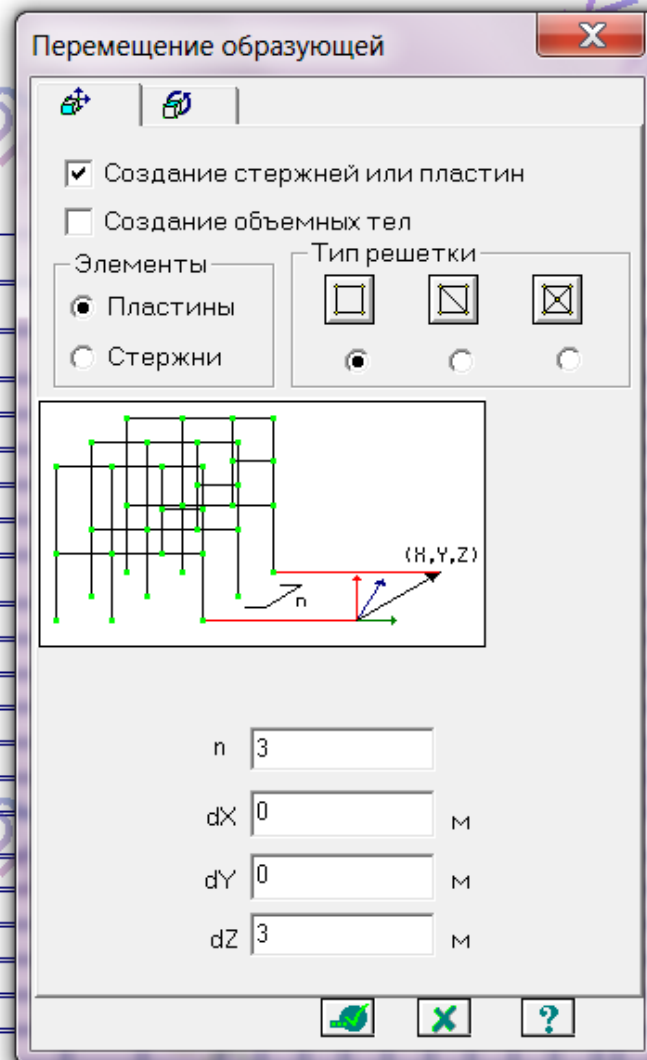 Перемещение образующей
Создание стержней или пластин
Создание объемных тел
Элементы
Тип решетки
Пластины
Стержни
(X,Y,Z)
n
n 3
dX 0 м
dY 0 м
dZ 3 м